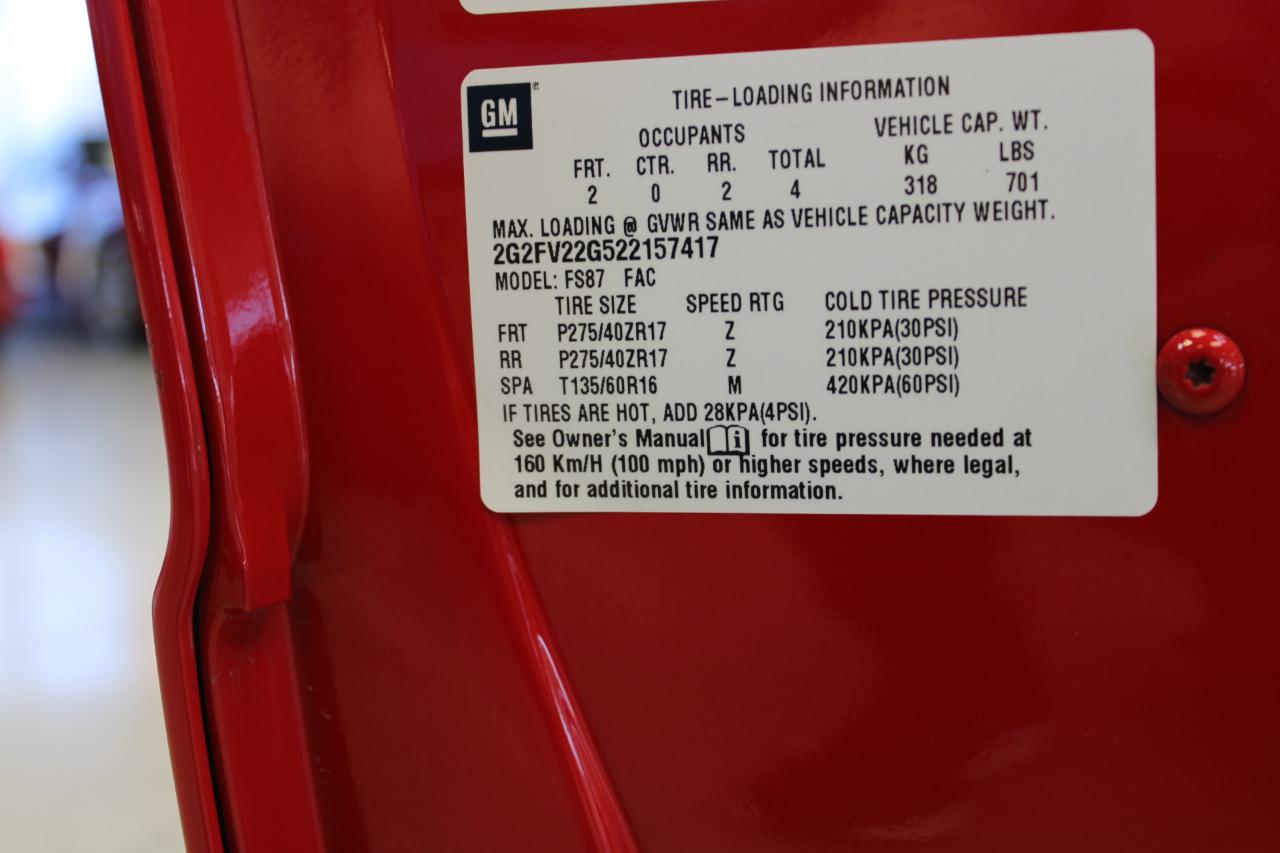 GM®
TIRE-LOADING INFORMATION
OCCUPANTS VEHICLE CAP. WT.
FRT. CTR. RR. TOTAL KG LBS
2 0 2 4 318 701
MAX. LOADING @ GVWR SAME AS VEHICLE CAPACITY WEIGHT.
2G2FV22G522157417
MODEL: FS87 FAC
TIRE SIZE SPEED RTG COLD TIRE PRESSURE
FRT P275/40ZR17 Z 210KPA(30PSI)
RR P275/40ZR17 Z 210KPA(30PSI)
SPA T135/60R16 M 420KPA(60PSI)
IF TIRES ARE HOT, ADD 28KPA(4PSI).
See Owner's Manual i for tire pressure needed at
160 Km/H (100 mph) or higher speeds, where legal,
and for additional tire information.